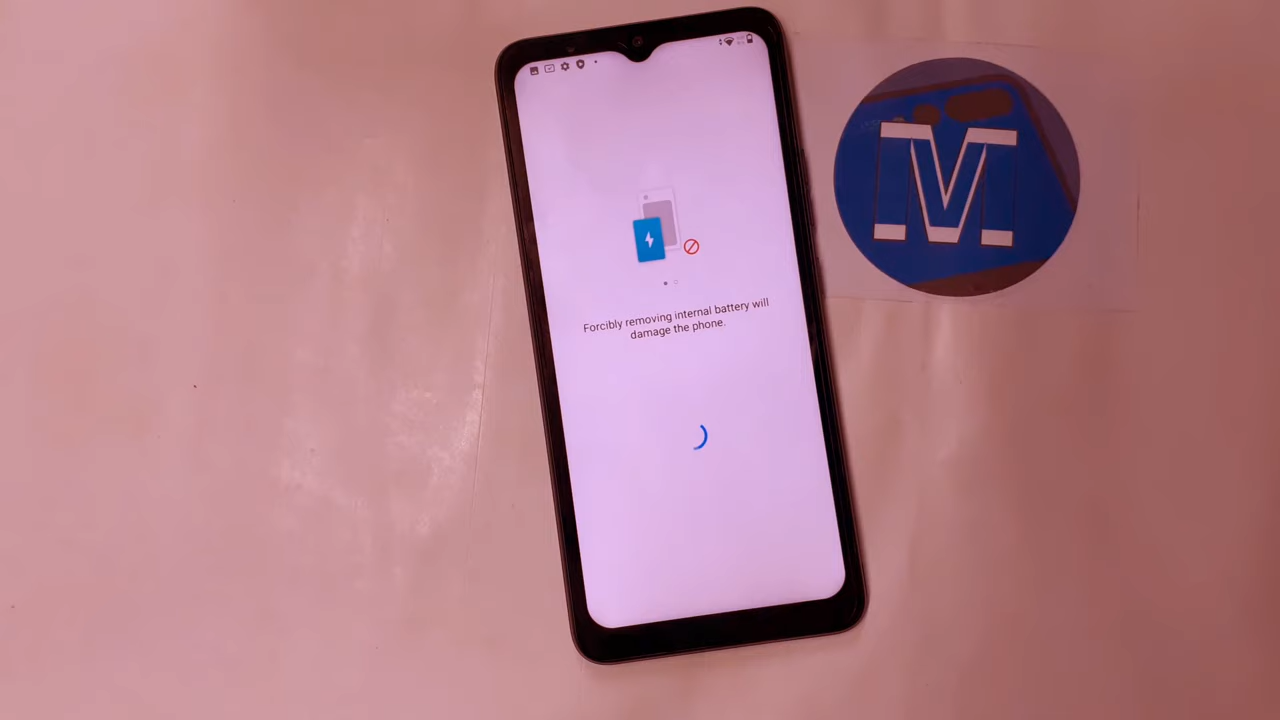 Forcibly removing internal battery will
damage the phone.
M